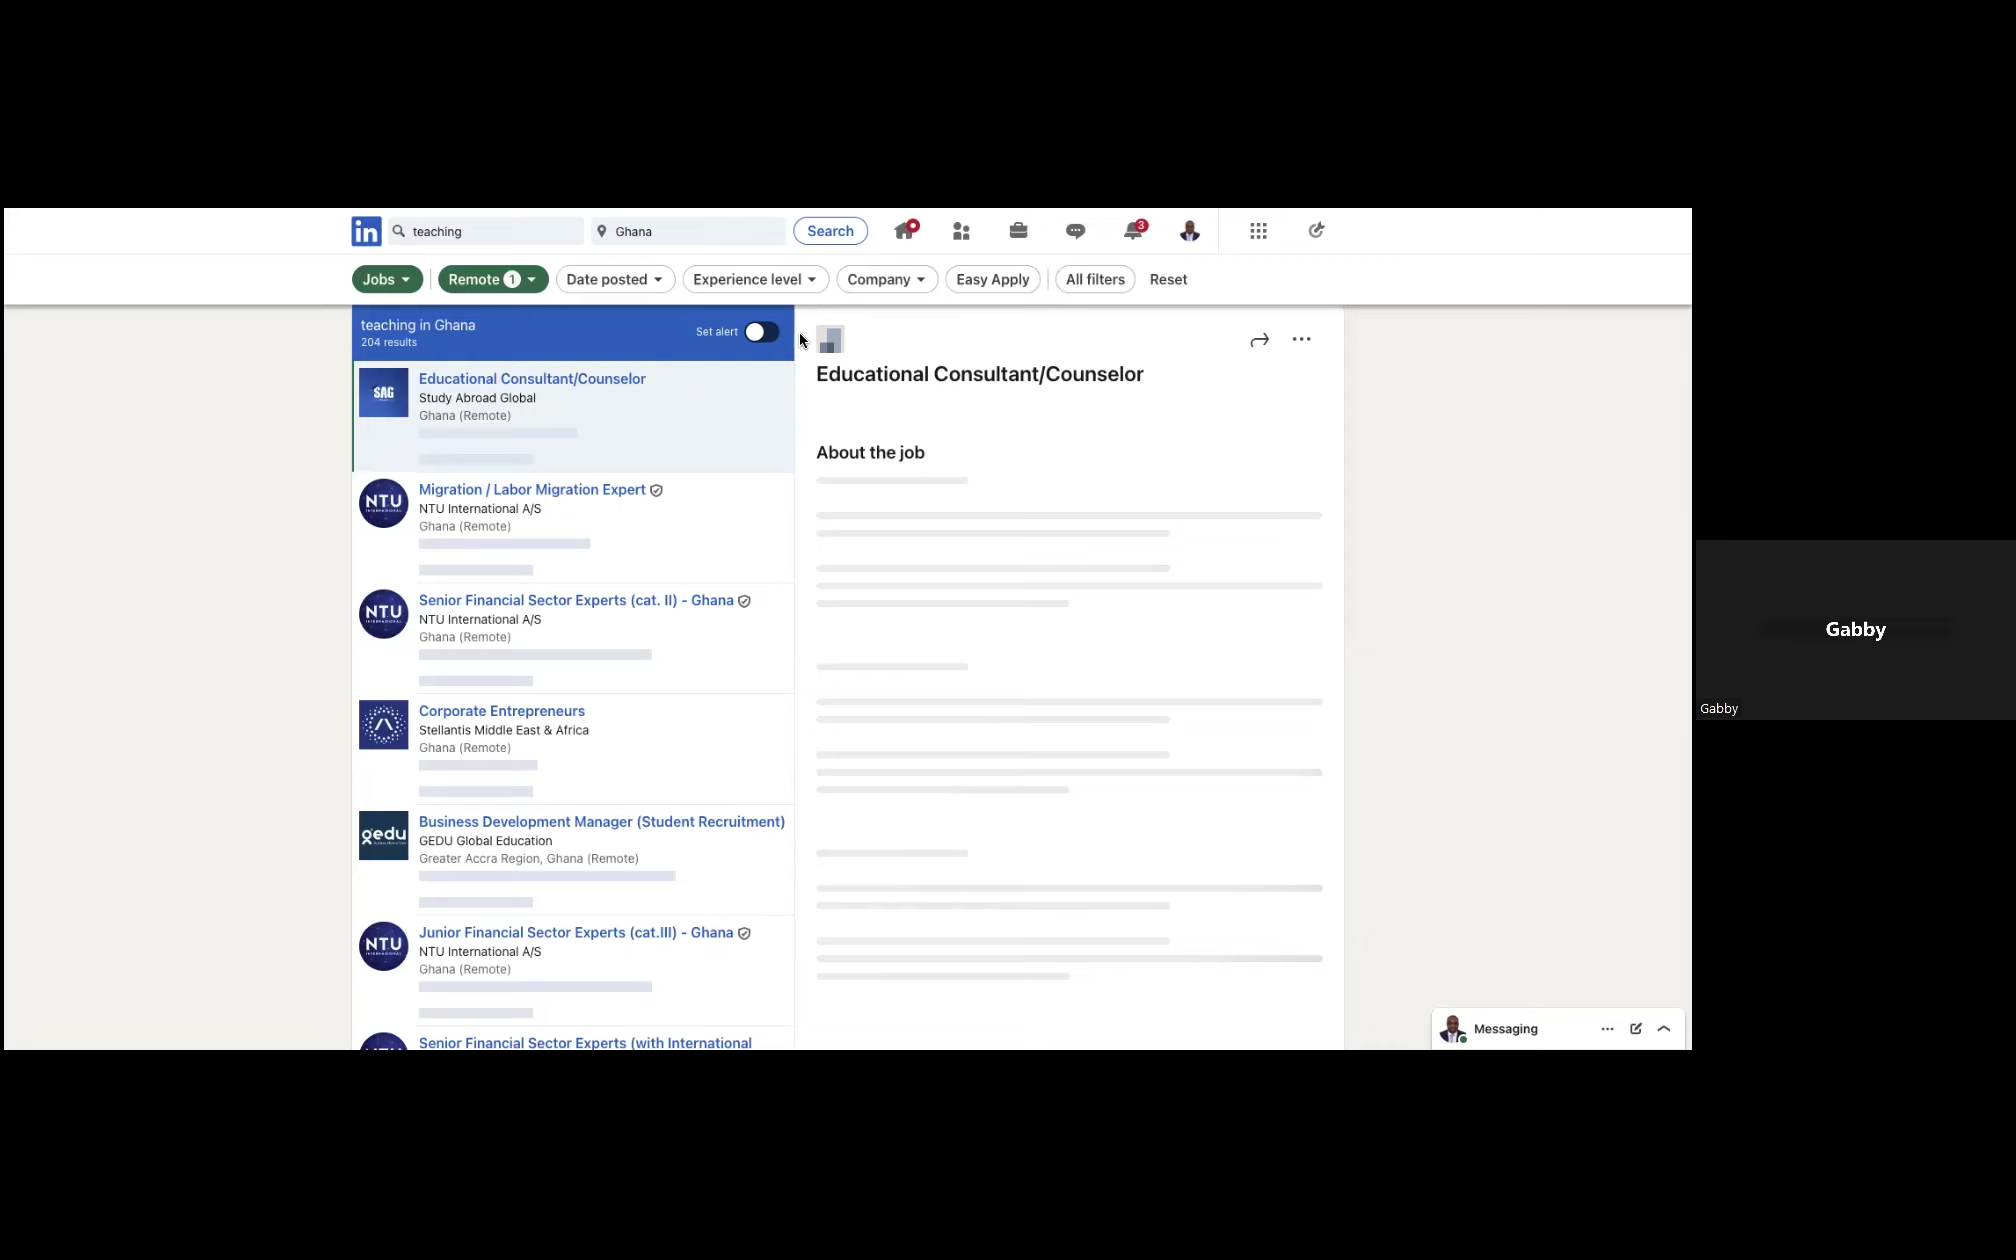 in
teaching
Ghana
Search
3
Jobs
Remote 1
Date posted
Experience level
Company
Easy Apply
All filters
Reset
teaching in Ghana
204 results
Set alert
SAG
Educational Consultant/Counselor
Study Abroad Global
Ghana (Remote)
NTU
INTERNATIONAL
Migration / Labor Migration Expert
NTU International A/S
Ghana (Remote)
NTU
INTERNATIONAL
Senior Financial Sector Experts (cat. II) - Ghana
NTU International A/S
Ghana (Remote)
Corporate Entrepreneurs
Stellantis Middle East & Africa
Ghana (Remote)
gedu
Business Development Manager (Student Recruitment)
GEDU Global Education
Greater Accra Region, Ghana (Remote)
NTU
INTERNATIONAL
Junior Financial Sector Experts (cat.III) - Ghana
NTU International A/S
Ghana (Remote)
Senior Financial Sector Experts (with International
Educational Consultant/Counselor
About the job
Messaging
Gabby
Gabby